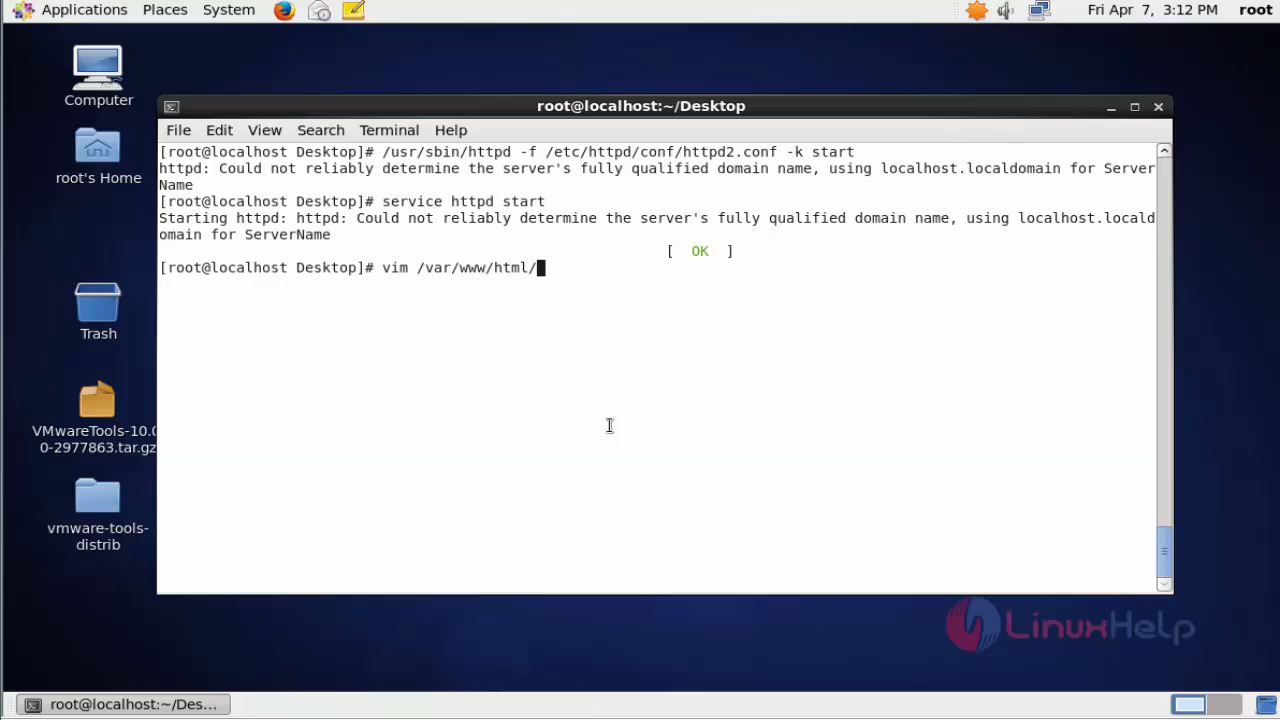 Applications Places System Fri Apr 7, 3:12 PM root
Computer
root's Home
Trash
VMwareTools-10.0
0-2977863.tar.gz
vmware-tools-
distrib
root@localhost:~/Desktop
File Edit View Search Terminal Help
[root@localhost Desktop]# /usr/sbin/httpd -f /etc/httpd/conf/httpd2.conf -k start
httpd: Could not reliably determine the server's fully qualified domain name, using localhost.localdomain for Server
Name
[root@localhost Desktop]# service httpd start
Starting httpd: httpd: Could not reliably determine the server's fully qualified domain name, using localhost.locald
omain for ServerName
[ OK ]
[root@localhost Desktop]# vim /var/www/html/
LinuxHelp
root@localhost:~/Des...